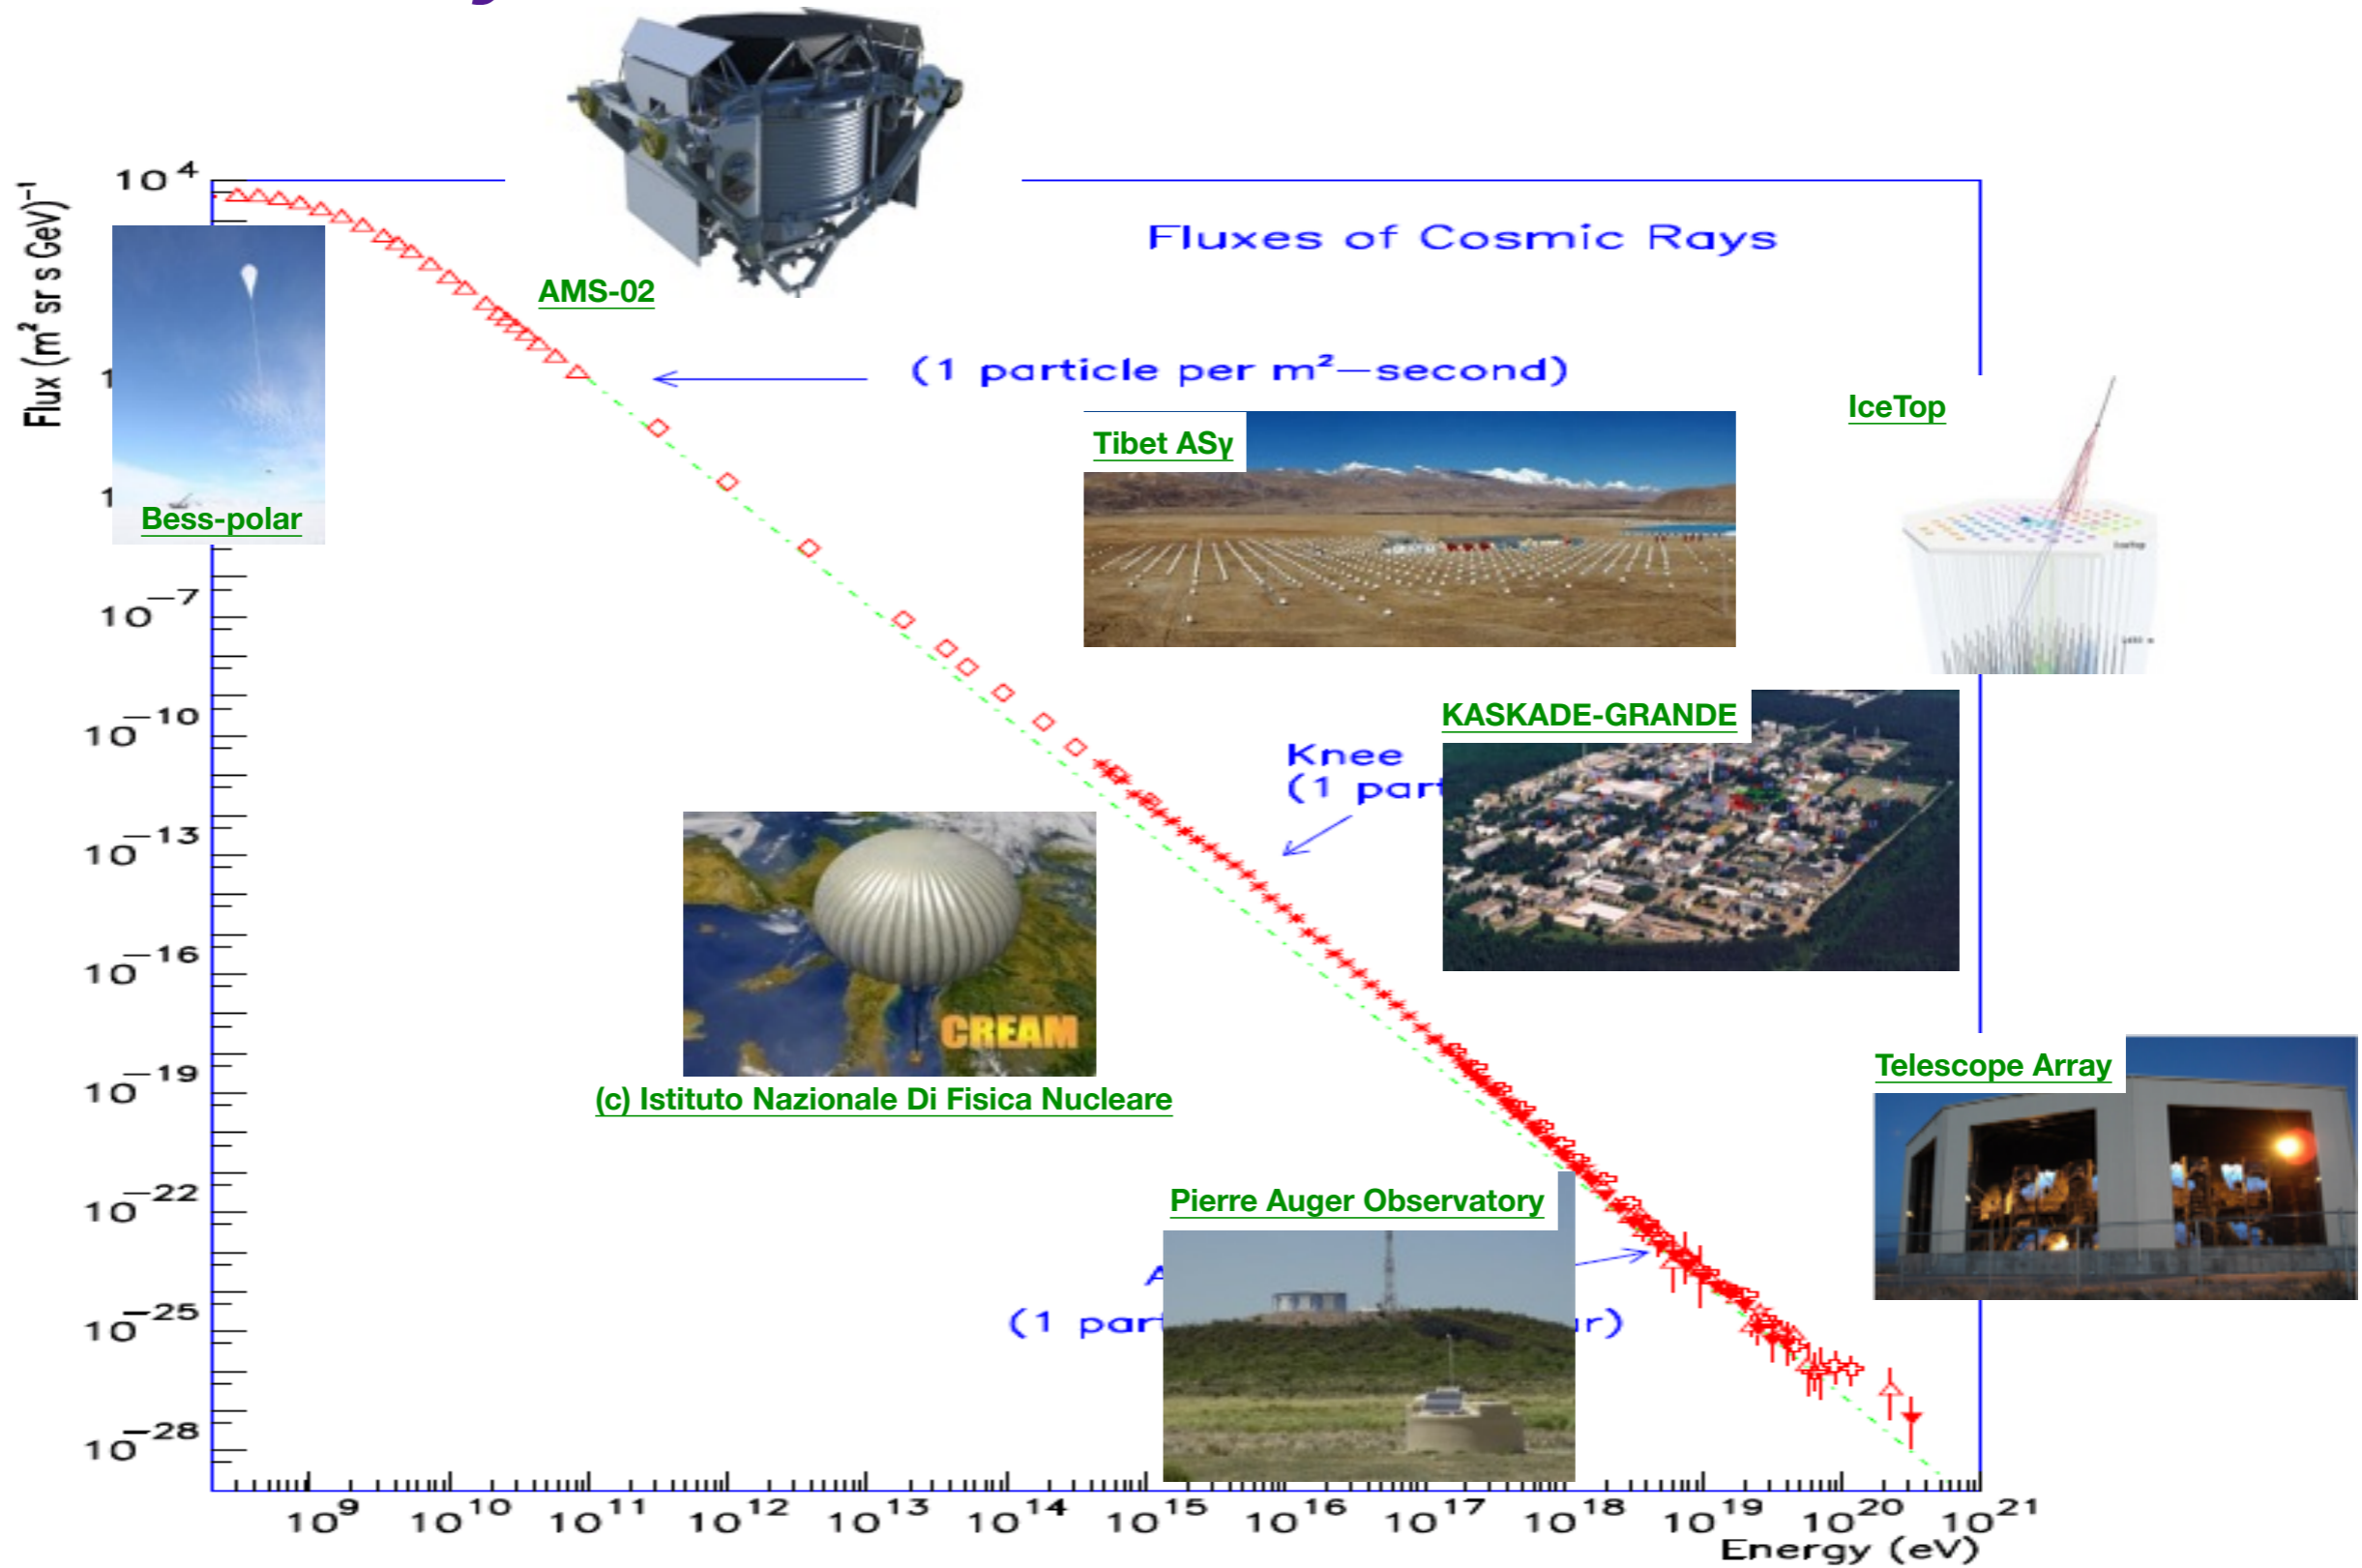 10⁴
Flux (m² sr s GeV)⁻¹
Fluxes of Cosmic Rays
AMS-02
(1 particle per m²−second)
IceTop
Tibet ASγ
Bess-polar
IceTop
10⁻⁷
KASKADE-GRANDE
10⁻¹⁰
Knee
(1 part
10⁻¹³
10⁻¹⁶
CREAM
10⁻¹⁹
Telescope Array
(c) Istituto Nazionale Di Fisica Nucleare
10⁻²²
Pierre Auger Observatory
A
10⁻²⁵
(1 par
r)
10⁻²⁸
10⁹ 10¹⁰ 10¹¹ 10¹² 10¹³ 10¹⁴ 10¹⁵ 10¹⁶ 10¹⁷ 10¹⁸ 10¹⁹ 10²⁰ 10²¹
Energy (eV)